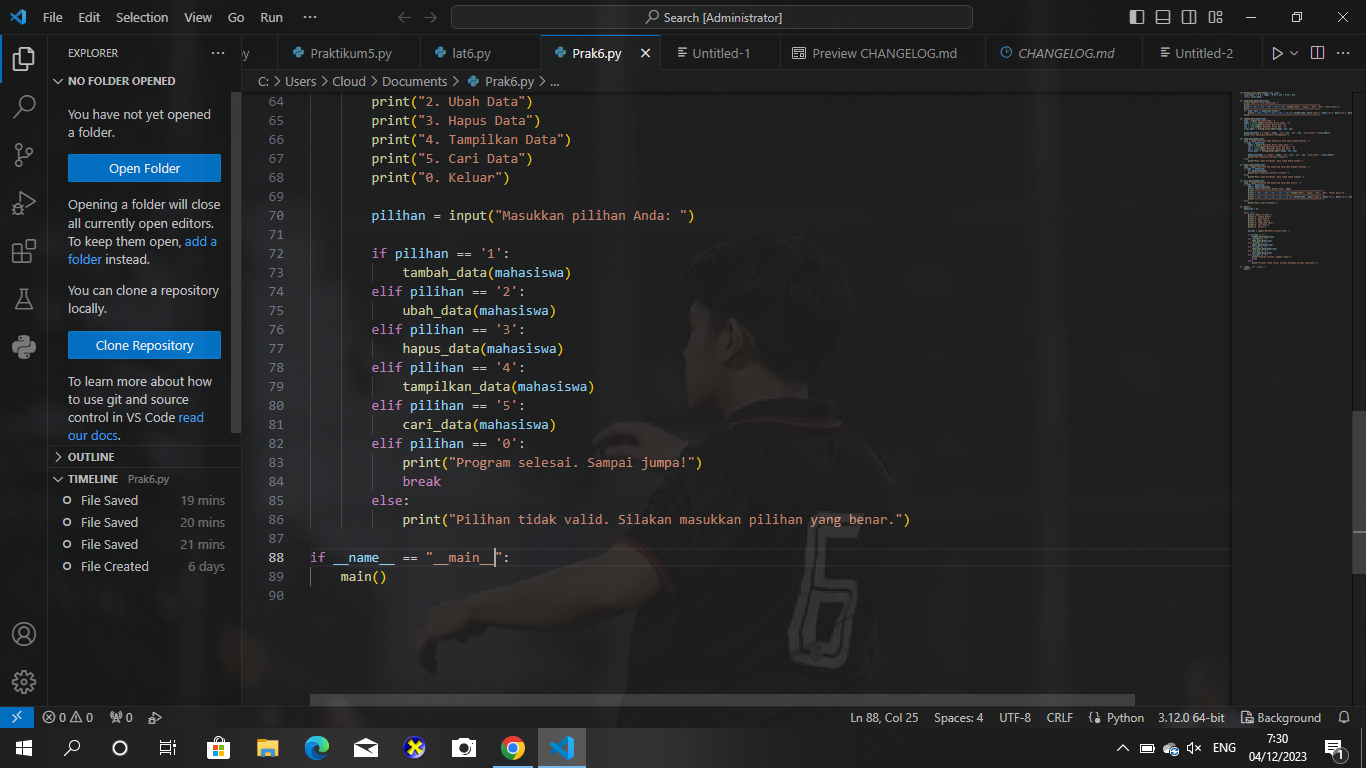 File Edit Selection View Go Run ··· Search [Administrator]
EXPLORER ···
py Praktikum5.py lat6.py Prak6.py Untitled-1 Preview CHANGELOG.md CHANGELOG.md Untitled-2 ···
NO FOLDER OPENED
C: > Users > Cloud > Documents > Prak6.py > ...
You have not yet opened
a folder.
Open Folder
Opening a folder will close
all currently open editors.
To keep them open, add a
folder instead.
You can clone a repository
locally.
Clone Repository
To learn more about how
to use git and source
control in VS Code read
our docs.
OUTLINE
TIMELINE Prak6.py
File Saved 19 mins
File Saved 20 mins
File Saved 21 mins
File Created 6 days
64 print("2. Ubah Data")
65 print("3. Hapus Data")
66 print("4. Tampilkan Data")
67 print("5. Cari Data")
68 print("0. Keluar")
69
70 pilihan = input("Masukkan pilihan Anda: ")
71
72 if pilihan == '1':
73 tambah_data(mahasiswa)
74 elif pilihan == '2':
75 ubah_data(mahasiswa)
76 elif pilihan == '3':
77 hapus_data(mahasiswa)
78 elif pilihan == '4':
79 tampilkan_data(mahasiswa)
80 elif pilihan == '5':
81 cari_data(mahasiswa)
82 elif pilihan == '0':
83 print("Program selesai. Sampai jumpa!")
84 break
85 else:
86 print("Pilihan tidak valid. Silakan masukkan pilihan yang benar.")
87
88 if __name__ == "__main__":
89 main()
90
6
0 0 0 Ln 88, Col 25 Spaces: 4 UTF-8 CRLF Python 3.12.0 64-bit Background
ENG 7:30
04/12/2023 1